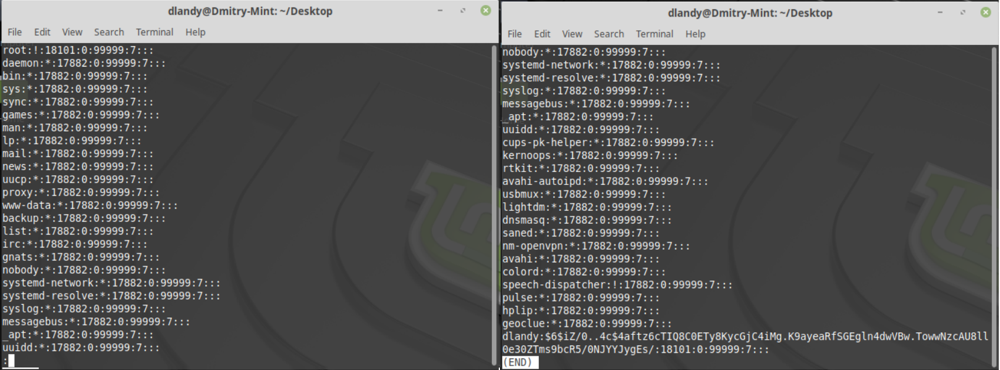 dlandy@Dmitry-Mint: ~/Desktop
File Edit View Search Terminal Help
root:!:18101:0:99999:7:::
daemon:*:17882:0:99999:7:::
bin:*:17882:0:99999:7:::
sys:*:17882:0:99999:7:::
sync:*:17882:0:99999:7:::
games:*:17882:0:99999:7:::
man:*:17882:0:99999:7:::
lp:*:17882:0:99999:7:::
mail:*:17882:0:99999:7:::
news:*:17882:0:99999:7:::
uucp:*:17882:0:99999:7:::
proxy:*:17882:0:99999:7:::
www-data:*:17882:0:99999:7:::
backup:*:17882:0:99999:7:::
list:*:17882:0:99999:7:::
irc:*:17882:0:99999:7:::
gnats:*:17882:0:99999:7:::
nobody:*:17882:0:99999:7:::
systemd-network:*:17882:0:99999:7:::
systemd-resolve:*:17882:0:99999:7:::
syslog:*:17882:0:99999:7:::
messagebus:*:17882:0:99999:7:::
_apt:*:17882:0:99999:7:::
uuidd:*:17882:0:99999:7:::
:
dlandy@Dmitry-Mint: ~/Desktop
File Edit View Search Terminal Help
nobody:*:17882:0:99999:7:::
systemd-network:*:17882:0:99999:7:::
systemd-resolve:*:17882:0:99999:7:::
syslog:*:17882:0:99999:7:::
messagebus:*:17882:0:99999:7:::
_apt:*:17882:0:99999:7:::
uuidd:*:17882:0:99999:7:::
cups-pk-helper:*:17882:0:99999:7:::
kernoops:*:17882:0:99999:7:::
rtkit:*:17882:0:99999:7:::
avahi-autoipd:*:17882:0:99999:7:::
usbmux:*:17882:0:99999:7:::
lightdm:*:17882:0:99999:7:::
dnsmasq:*:17882:0:99999:7:::
saned:*:17882:0:99999:7:::
nm-openvpn:*:17882:0:99999:7:::
avahi:*:17882:0:99999:7:::
colord:*:17882:0:99999:7:::
speech-dispatcher:!:17882:0:99999:7:::
pulse:*:17882:0:99999:7:::
hplip:*:17882:0:99999:7:::
geoclue:*:17882:0:99999:7:::
dlandy:$6$iZ/0..4c$4aftz6cTIQ8C0ETy8KycGjC4iMg.K9ayeaRfSGEgln4dwVBw.TowwNzcAU8ll
0e30ZTms9bcR5/0NJYYJygEs/:18101:0:99999:7:::
(END)